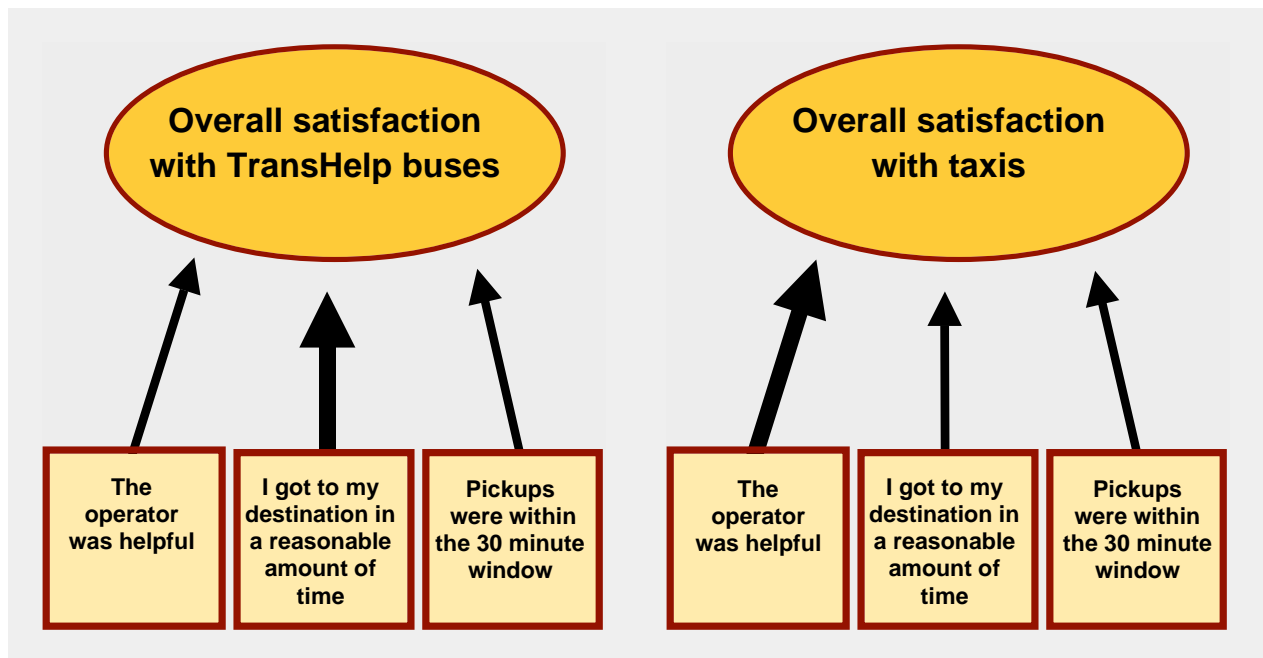 Overall satisfaction
with TransHelp buses
Overall satisfaction
with taxis
The
operator
was helpful
I got to my
destination in
a reasonable
amount of
time
Pickups
were within
the 30 minute
window
The
operator
was helpful
I got to my
destination in
a reasonable
amount of
time
Pickups
were within
the 30 minute
window